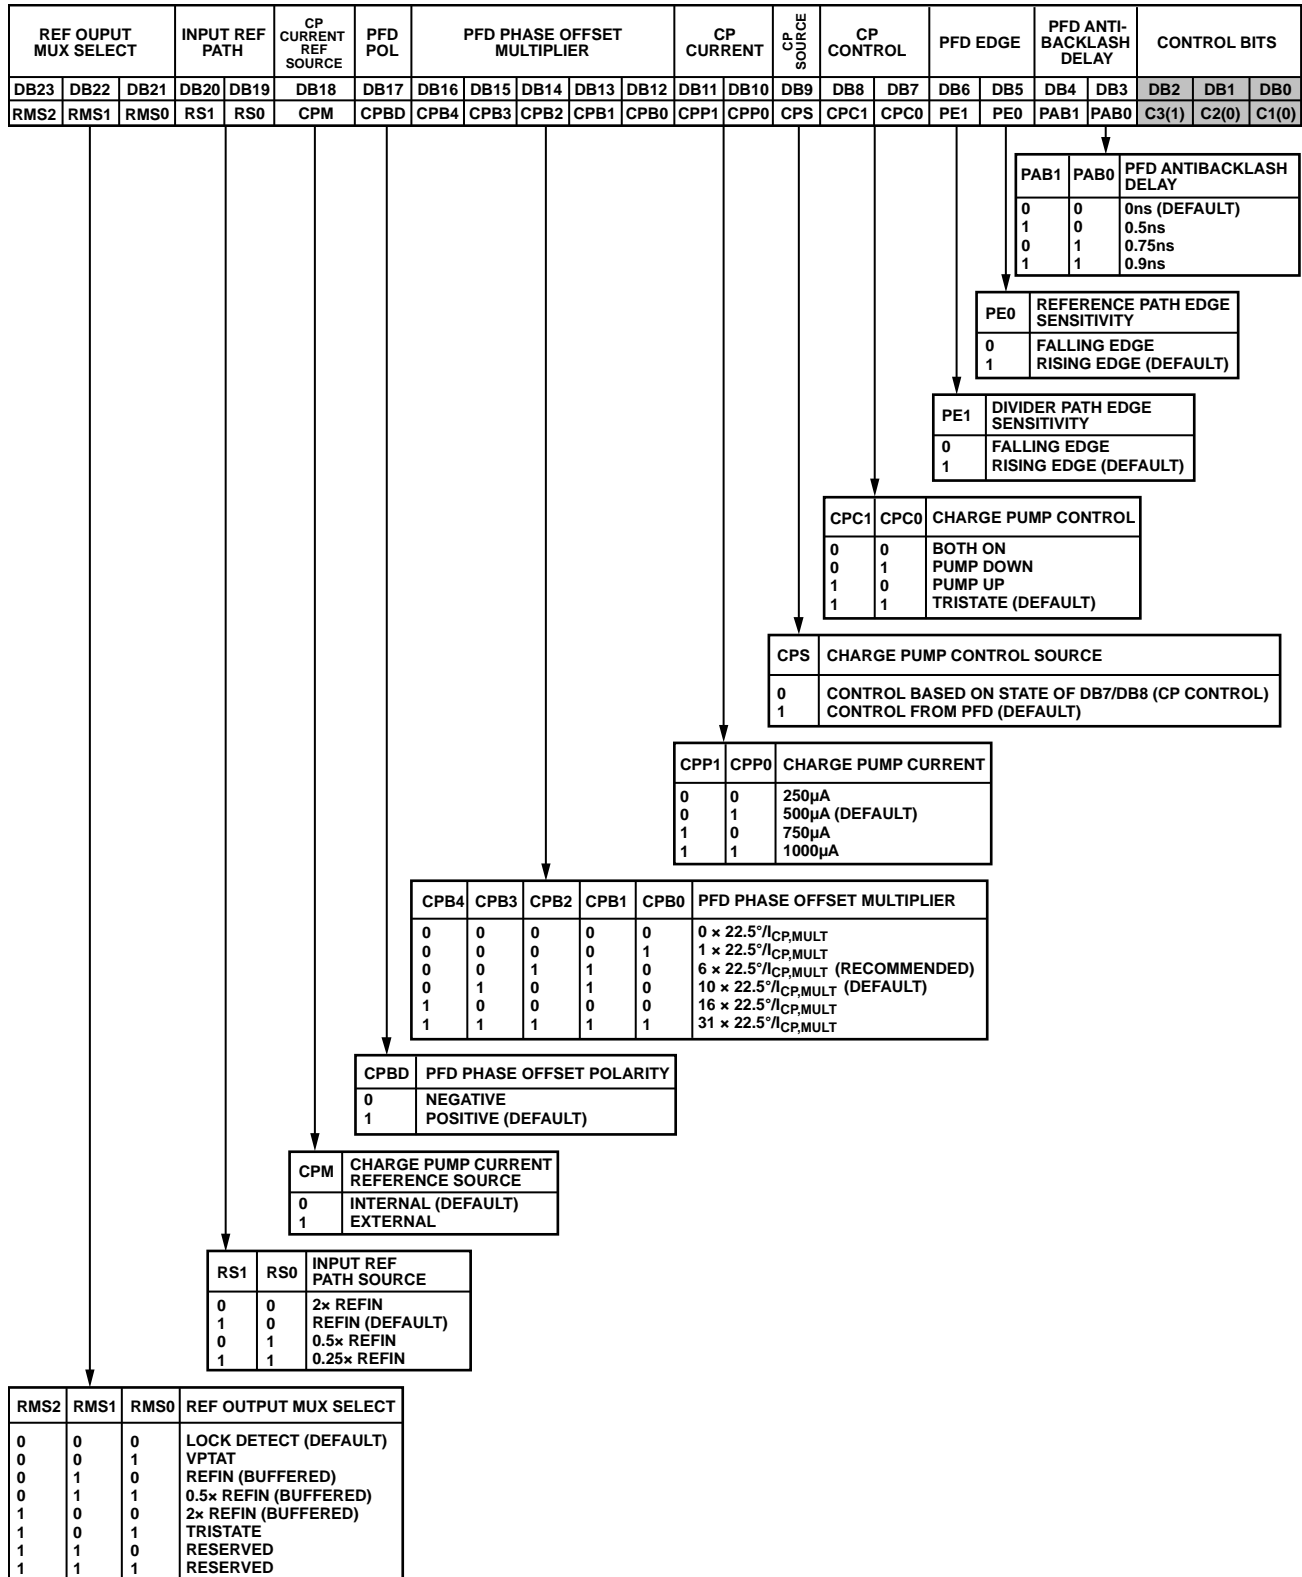 REF OUPUT MUX SELECT | INPUT REF PATH | CP CURRENT REF SOURCE | PFD POL | PFD PHASE OFFSET MULTIPLIER | CP CURRENT | CP SOURCE | CP CONTROL | PFD EDGE | PFD ANTI-BACKLASH DELAY | CONTROL BITS
DB23 DB22 DB21 DB20 DB19 DB18 DB17 DB16 DB15 DB14 DB13 DB12 DB11 DB10 DB9 DB8 DB7 DB6 DB5 DB4 DB3 DB2 DB1 DB0
RMS2 RMS1 RMS0 RS1 RS0 CPM CPBD CPB4 CPB3 CPB2 CPB1 CPB0 CPP1 CPP0 CPS CPC1 CPC0 PE1 PE0 PAB1 PAB0 C3(1) C2(0) C1(0)
PAB1 PAB0 PFD ANTIBACKLASH DELAY
0 0 0ns (DEFAULT)
1 0 0.5ns
0 1 0.75ns
1 1 0.9ns
PE0 REFERENCE PATH EDGE SENSITIVITY
0 FALLING EDGE
1 RISING EDGE (DEFAULT)
PE1 DIVIDER PATH EDGE SENSITIVITY
0 FALLING EDGE
1 RISING EDGE (DEFAULT)
CPC1 CPC0 CHARGE PUMP CONTROL
0 0 BOTH ON
0 1 PUMP DOWN
1 0 PUMP UP
1 1 TRISTATE (DEFAULT)
CPS CHARGE PUMP CONTROL SOURCE
0 CONTROL BASED ON STATE OF DB7/DB8 (CP CONTROL)
1 CONTROL FROM PFD (DEFAULT)
CPP1 CPP0 CHARGE PUMP CURRENT
0 0 250µA
0 1 500µA (DEFAULT)
1 0 750µA
1 1 1000µA
CPB4 CPB3 CPB2 CPB1 CPB0 PFD PHASE OFFSET MULTIPLIER
0 0 0 0 0 0 × 22.5°/ICP,MULT
0 0 0 0 1 1 × 22.5°/ICP,MULT
0 0 1 1 0 6 × 22.5°/ICP,MULT (RECOMMENDED)
0 1 0 1 0 10 × 22.5°/ICP,MULT (DEFAULT)
1 0 0 0 0 16 × 22.5°/ICP,MULT
1 1 1 1 1 31 × 22.5°/ICP,MULT
CPBD PFD PHASE OFFSET POLARITY
0 NEGATIVE
1 POSITIVE (DEFAULT)
CPM CHARGE PUMP CURRENT REFERENCE SOURCE
0 INTERNAL (DEFAULT)
1 EXTERNAL
RS1 RS0 INPUT REF PATH SOURCE
0 0 2× REFIN
1 0 REFIN (DEFAULT)
0 1 0.5× REFIN
1 1 0.25× REFIN
RMS2 RMS1 RMS0 REF OUTPUT MUX SELECT
0 0 0 LOCK DETECT (DEFAULT)
0 0 1 VPTAT
0 1 0 REFIN (BUFFERED)
0 1 1 0.5× REFIN (BUFFERED)
1 0 0 2× REFIN (BUFFERED)
1 0 1 TRISTATE
1 1 0 RESERVED
1 1 1 RESERVED